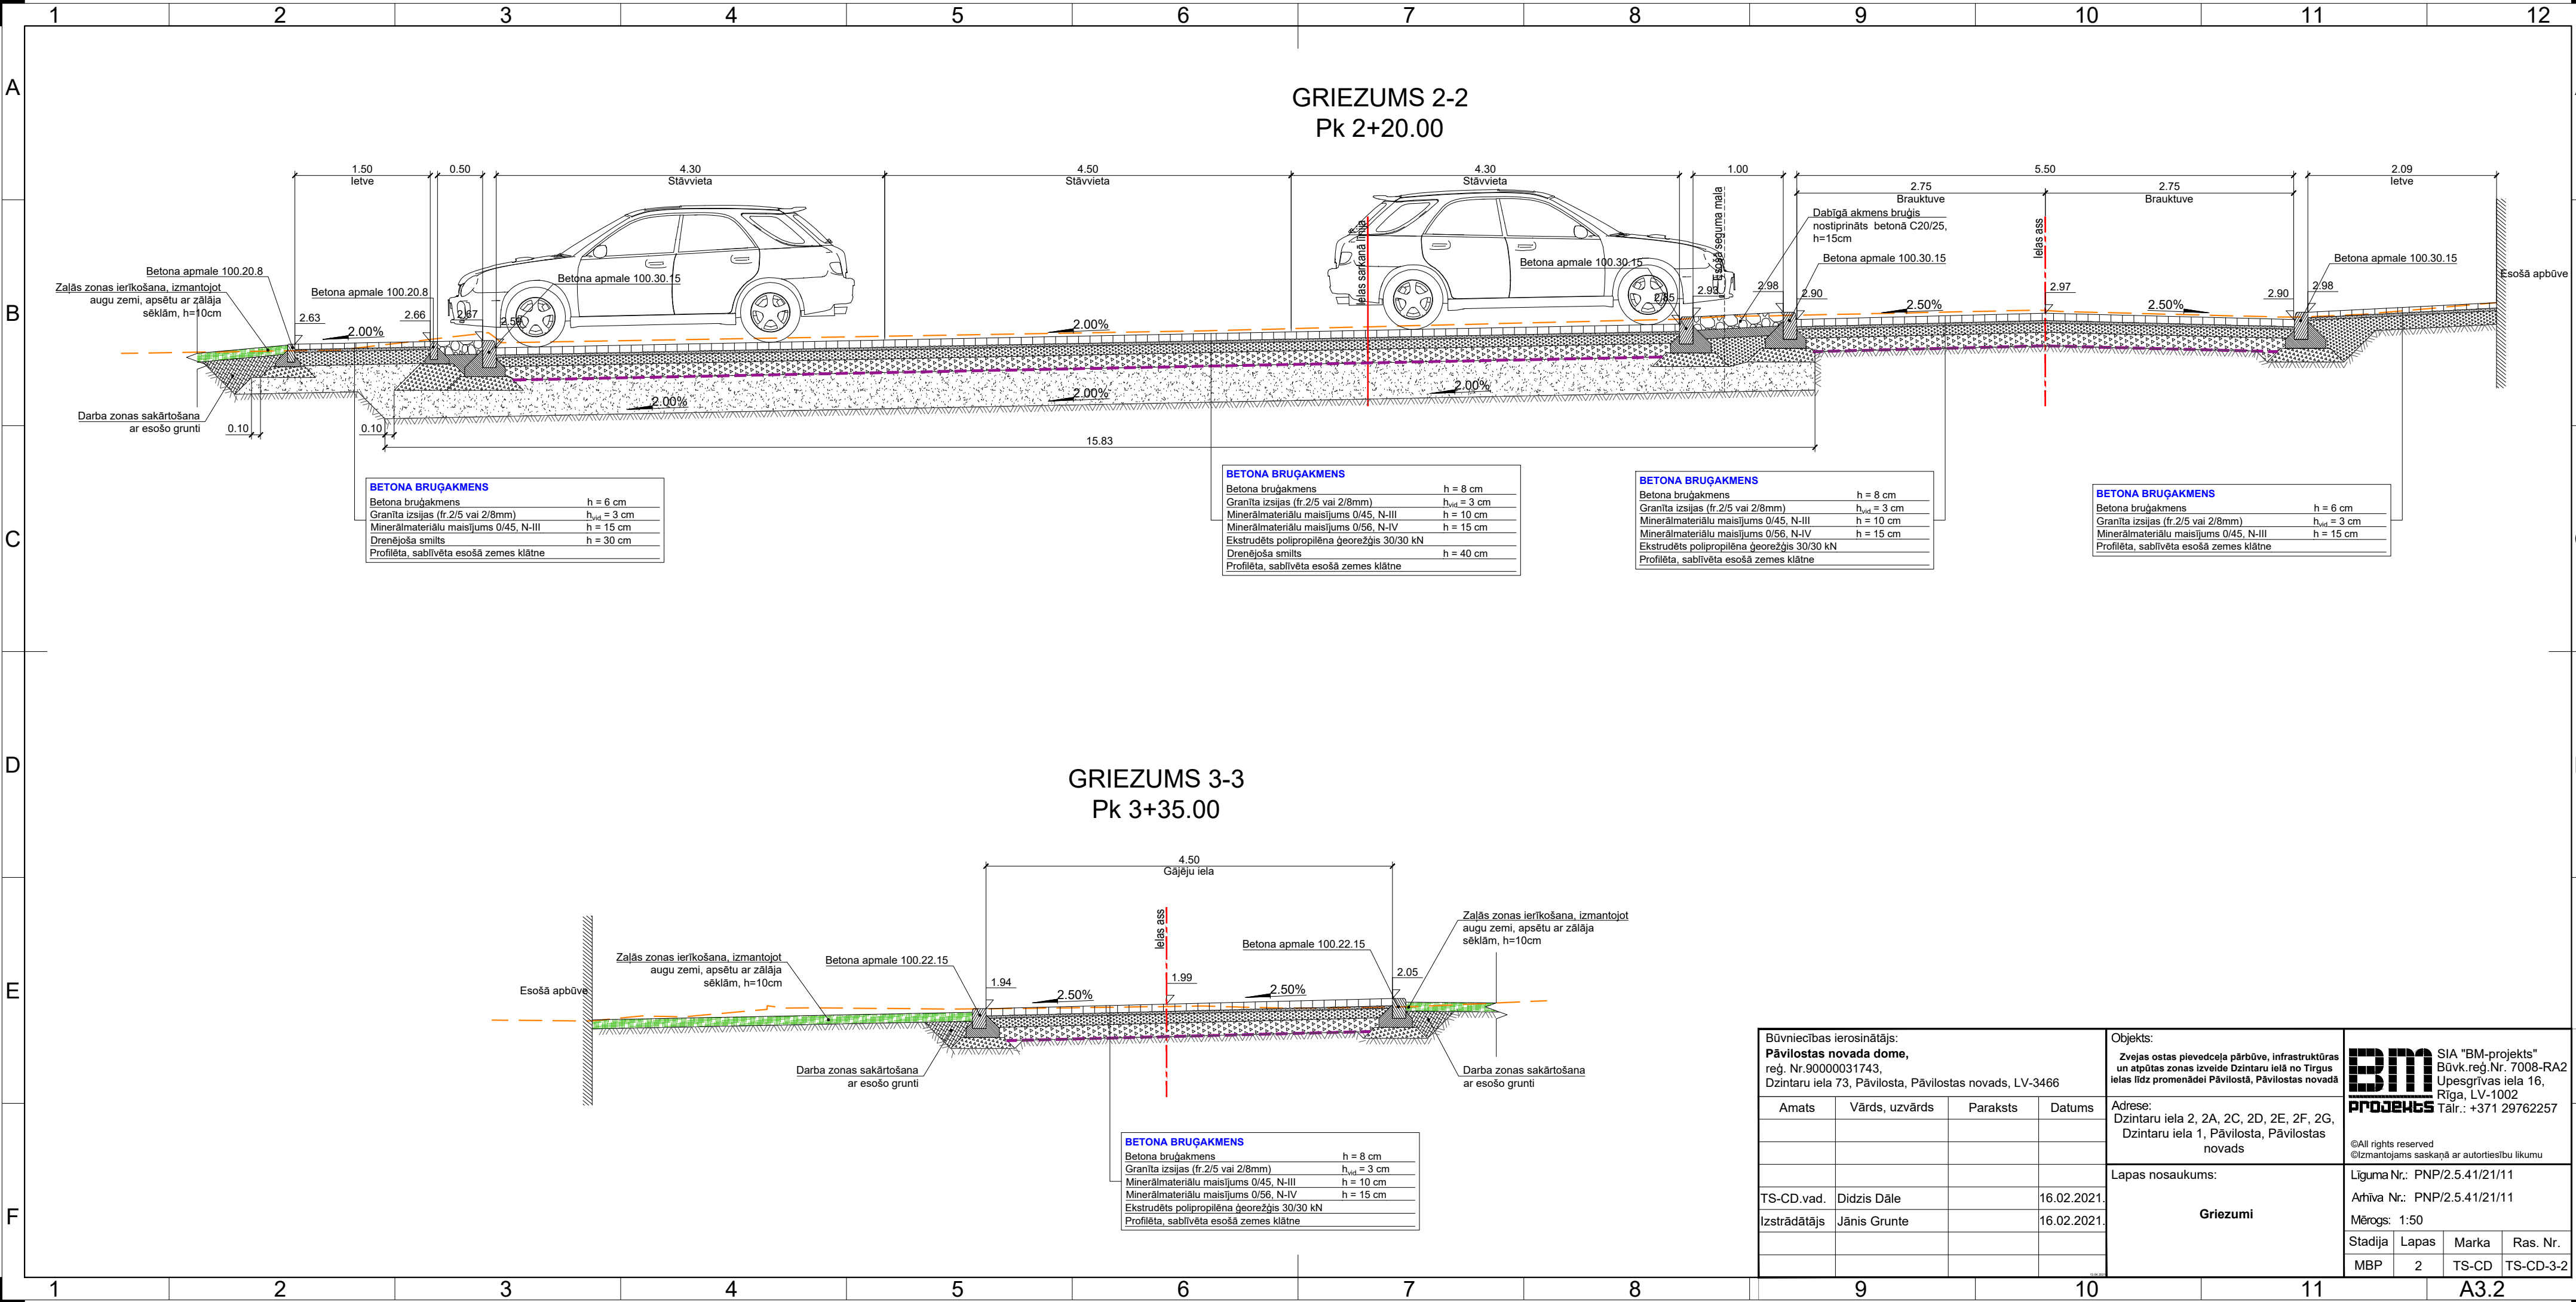 1 2 3 4 5 6 7 8 9 10 11 12
A
B
C
D
E
F
GRIEZUMS 2-2
Pk 2+20.00
1.50
Ietve
0.50
4.30
Stāvvieta
4.50
Stāvvieta
4.30
Stāvvieta
1.00
5.50
2.75
Brauktuve
2.75
Brauktuve
2.09
Ietve
Betona apmale 100.20.8
Zaļās zonas ierīkošana, izmantojot
augu zemi, apsētu ar zālāja
sēklām, h=10cm
Betona apmale 100.20.8
Betona apmale 100.30.15
Ielas sarkanā līnija
Betona apmale 100.30.15
Esošā seguma mala
Dabīgā akmens bruģis
nostiprināts betonā C20/25,
h=15cm
Betona apmale 100.30.15
Ielas ass
Betona apmale 100.30.15
Esošā apbūve
2.63
2.66
2.67
2.85
2.93
2.98
2.90
2.97
2.90
2.98
2.00%
2.00%
2.50%
2.50%
2.00%
2.00%
2.00%
Darba zonas sakārtošana
ar esošo grunti
0.10
0.10
15.83
BETONA BRUĢAKMENS
Betona bruģakmens h = 6 cm
Granīta izsijas (fr.2/5 vai 2/8mm) hvid = 3 cm
Minerālmateriālu maisījums 0/45, N-III h = 15 cm
Drenējoša smilts h = 30 cm
Profilēta, sablīvēta esošā zemes klātne
BETONA BRUĢAKMENS
Betona bruģakmens h = 8 cm
Granīta izsijas (fr.2/5 vai 2/8mm) hvid = 3 cm
Minerālmateriālu maisījums 0/45, N-III h = 10 cm
Minerālmateriālu maisījums 0/56, N-IV h = 15 cm
Ekstrudēts polipropilēna ģeorežģis 30/30 kN
Drenējoša smilts h = 40 cm
Profilēta, sablīvēta esošā zemes klātne
BETONA BRUĢAKMENS
Betona bruģakmens h = 8 cm
Granīta izsijas (fr.2/5 vai 2/8mm) hvid = 3 cm
Minerālmateriālu maisījums 0/45, N-III h = 10 cm
Minerālmateriālu maisījums 0/56, N-IV h = 15 cm
Ekstrudēts polipropilēna ģeorežģis 30/30 kN
Profilēta, sablīvēta esošā zemes klātne
BETONA BRUĢAKMENS
Betona bruģakmens h = 6 cm
Granīta izsijas (fr.2/5 vai 2/8mm) hvid = 3 cm
Minerālmateriālu maisījums 0/45, N-III h = 15 cm
Profilēta, sablīvēta esošā zemes klātne
GRIEZUMS 3-3
Pk 3+35.00
4.50
Gājēju iela
Esošā apbūve
Zaļās zonas ierīkošana, izmantojot
augu zemi, apsētu ar zālāja
sēklām, h=10cm
Betona apmale 100.22.15
Ielas ass
Betona apmale 100.22.15
Zaļās zonas ierīkošana, izmantojot
augu zemi, apsētu ar zālāja
sēklām, h=10cm
1.94
1.99
2.05
2.50%
2.50%
Darba zonas sakārtošana
ar esošo grunti
Darba zonas sakārtošana
ar esošo grunti
BETONA BRUĢAKMENS
Betona bruģakmens h = 8 cm
Granīta izsijas (fr.2/5 vai 2/8mm) hvid = 3 cm
Minerālmateriālu maisījums 0/45, N-III h = 10 cm
Minerālmateriālu maisījums 0/56, N-IV h = 15 cm
Ekstrudēts polipropilēna ģeorežģis 30/30 kN
Profilēta, sablīvēta esošā zemes klātne
Būvniecības ierosinātājs:
Pāvilostas novada dome,
reģ. Nr.90000031743,
Dzintaru iela 73, Pāvilosta, Pāvilostas novads, LV-3466
Amats Vārds, uzvārds Paraksts Datums
TS-CD.vad. Didzis Dāle 16.02.2021.
Izstrādātājs Jānis Grunte 16.02.2021.
Objekts:
Zvejas ostas pievedceļa pārbūve, infrastruktūras
un atpūtas zonas izveide Dzintaru ielā no Tirgus
ielas līdz promenādei Pāvilostā, Pāvilostas novadā
Adrese:
Dzintaru iela 2, 2A, 2C, 2D, 2E, 2F, 2G,
Dzintaru iela 1, Pāvilosta, Pāvilostas
novads
Lapas nosaukums:
Griezumi
BM
PROJEKTS
SIA "BM-projekts"
Būvk.reģ.Nr. 7008-RA2
Upesgrīvas iela 16,
Rīga, LV-1002
Tālr.: +371 29762257
©All rights reserved
©Izmantojams saskaņā ar autortiesību likumu
Līguma Nr.: PNP/2.5.41/21/11
Arhīva Nr.: PNP/2.5.41/21/11
Mērogs: 1:50
Stadija Lapas Marka Ras. Nr.
MBP 2 TS-CD TS-CD-3-2
1 2 3 4 5 6 7 8 9 10 11 A3.2